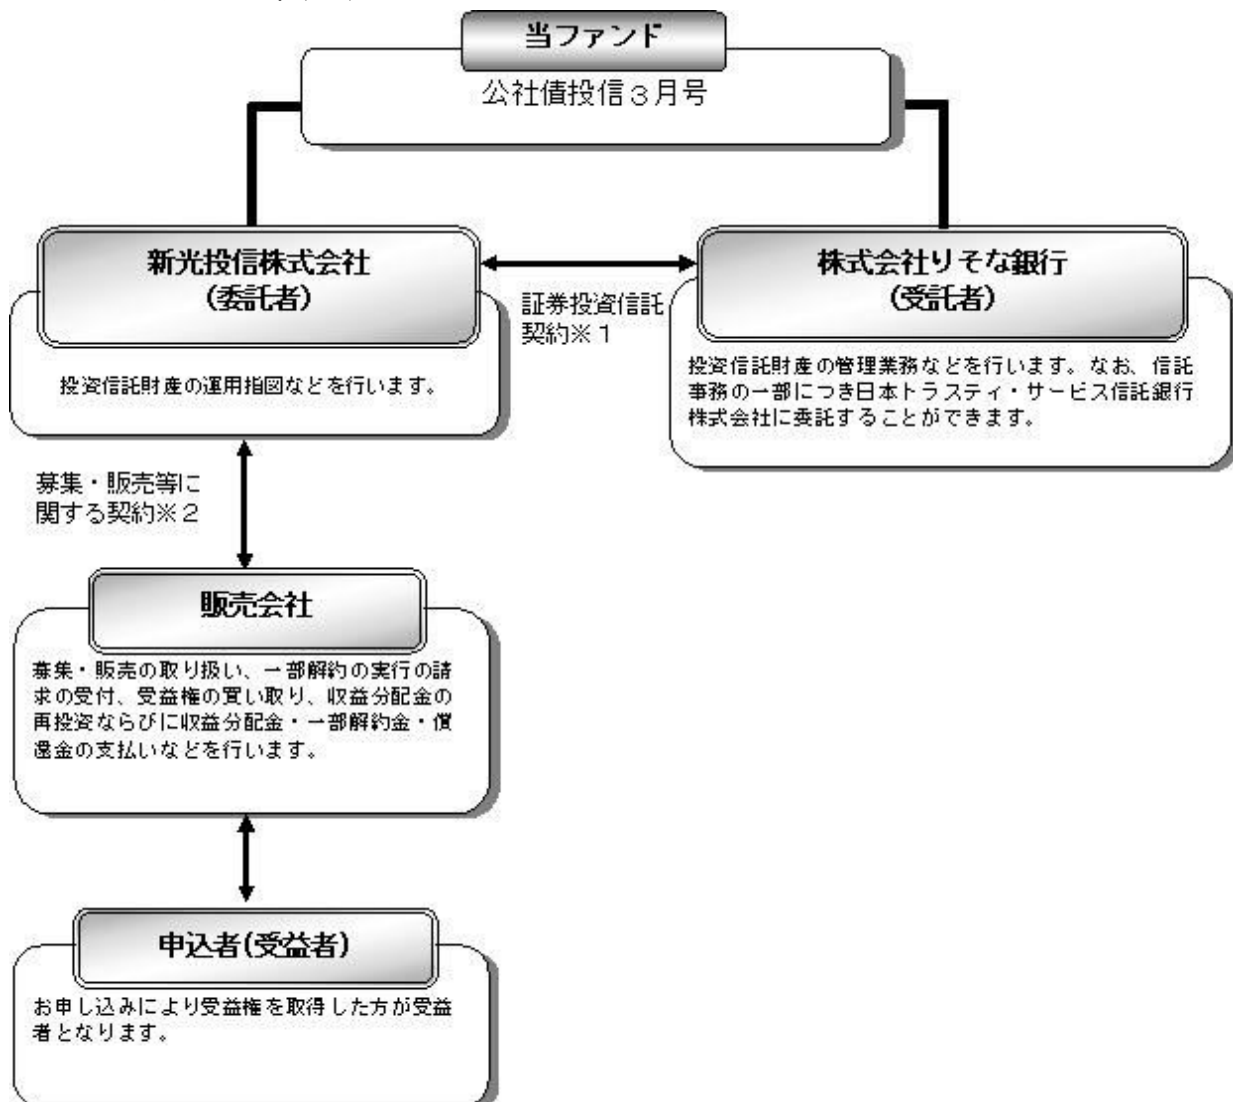 当ファンド
公社債投信３月号
新光投信株式会社
(委託者)
投資信託財産の運用指図などを行います。
証券投資信託
契約※１
株式会社りそな銀行
(受託者)
投資信託財産の管理業務などを行います。なお、信託
事務の一部につき日本トラスティ・サービス信託銀行
株式会社に委託することができます。
募集・販売等に
関する契約※２
販売会社
募集・販売の取り扱い、一部解約の実行の請
求の受付、受益権の買い取り、収益分配金の
再投資ならびに収益分配金・一部解約金・償
還金の支払いなどを行います。
申込者(受益者)
お申し込みにより受益権を取得した方が受益
者となります。